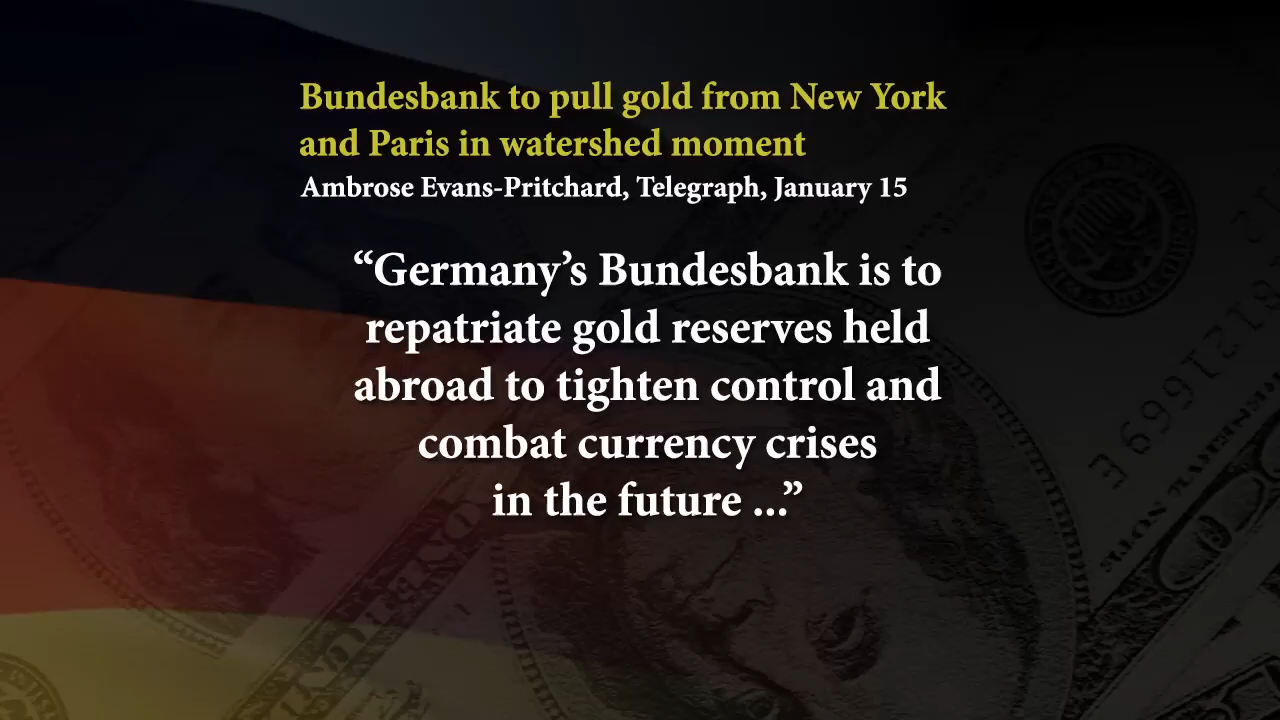 Bundesbank to pull gold from New York
and Paris in watershed moment
Ambrose Evans-Pritchard, Telegraph, January 15
“Germany’s Bundesbank is to
repatriate gold reserves held
abroad to tighten control and
combat currency crises
in the future ...”